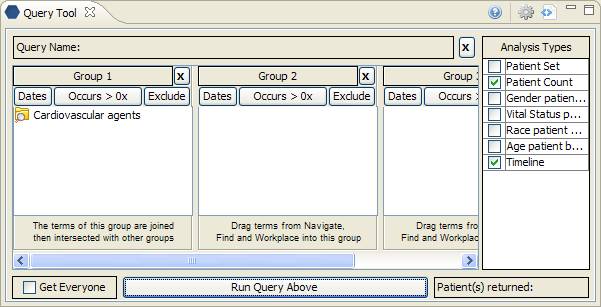 Query Tool
Query Name:
x
Analysis Types
Group 1
x
Group 2
x
Group 3
Patient Set
Dates
Occurs > 0x
Exclude
Dates
Occurs > 0x
Exclude
Dates
Occ
Patient Count
Gender patien...
Cardiovascular agents
Vital Status p...
Race patient ...
Age patient b...
Timeline
The terms of this group are joined
then intersected with other groups
Drag terms from Navigate,
Find and Workplace into this group
Drag terms fro
Find and Workpla
Get Everyone
Run Query Above
Patient(s) returned: